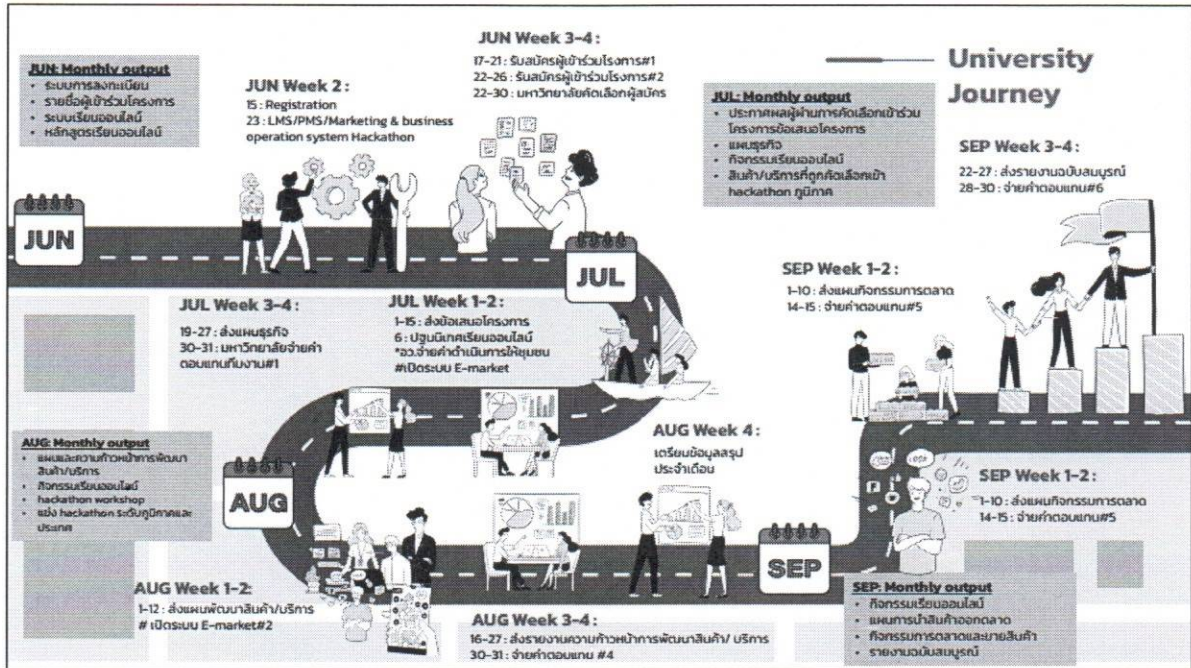 University
Journey
JUN: Monthly output
• ระบบการลงทะเบียน
• รายชื่อผู้เข้าร่วมโครงการ
• ระบบเรียนออนไลน์
• หลักสูตรเรียนออนไลน์
JUN Week 2 :
15 : Registration
23 : LMS/PMS/Marketing & business
operation system Hackathon
JUN Week 3-4 :
17-21 : รับสมัครผู้เข้าร่วมโรงการ#1
22-26 : รับสมัครผู้เข้าร่วมโรงการ#2
22-30 : มหาวิทยาลัยคัดเลือกผู้สมัคร
JUL: Monthly output
• ประกาศผลผู้ผ่านการคัดเลือกเข้าร่วม
โครงการข้อเสนอโครงการ
• แผนธุรกิจ
• กิจกรรมเรียนออนไลน์
• สินค้า/บริการที่ถูกคัดเลือกเข้า
hackathon ภูมิภาค
SEP Week 3-4 :
22-27 : ส่งรายงานฉบับสมบูรณ์
28-30 : จ่ายค่าตอบแทน#6
JUN
JUL
JUL Week 3-4 :
19-27 : ส่งแผนธุรกิจ
30-31 : มหาวิทยาลัยจ่ายค่า
ตอบแทนทีมงาน#1
JUL Week 1-2 :
1-15 : ส่งข้อเสนอโครงการ
6 : ปฐมนิเทศเรียนออนไลน์
*อว.จ่ายค่าดำเนินการให้ชุมชน
#เปิดระบบ E-market
SEP Week 1-2 :
1-10 : ส่งแผนกิจกรรมการตลาด
14-15 : จ่ายค่าตอบแทน#5
AUG: Monthly output
• แผนและความก้าวหน้าการพัฒนา
สินค้า/บริการ
• กิจกรรมเรียนออนไลน์
• hackathon workshop
• แข่ง hackathon ระดับภูมิภาคและ
ประเทศ
AUG
AUG Week 4 :
เตรียมข้อมูลสรุป
ประจำเดือน
SEP Week 1-2 :
1-10 : ส่งแผนกิจกรรมการตลาด
14-15 : จ่ายค่าตอบแทน#5
SEP
AUG Week 1-2:
1-12 : ส่งแผนพัฒนาสินค้า/บริการ
# เปิดระบบ E-market#2
AUG Week 3-4 :
16-27 : ส่งรายงานความก้าวหน้าการพัฒนาสินค้า/ บริการ
30-31 : จ่ายค่าตอบแทน #4
SEP: Monthly output
• กิจกรรมเรียนออนไลน์
• แผนการนำสินค้าออกตลาด
• กิจกรรมการตลาดและขายสินค้า
• รายงานฉบับสมบูรณ์